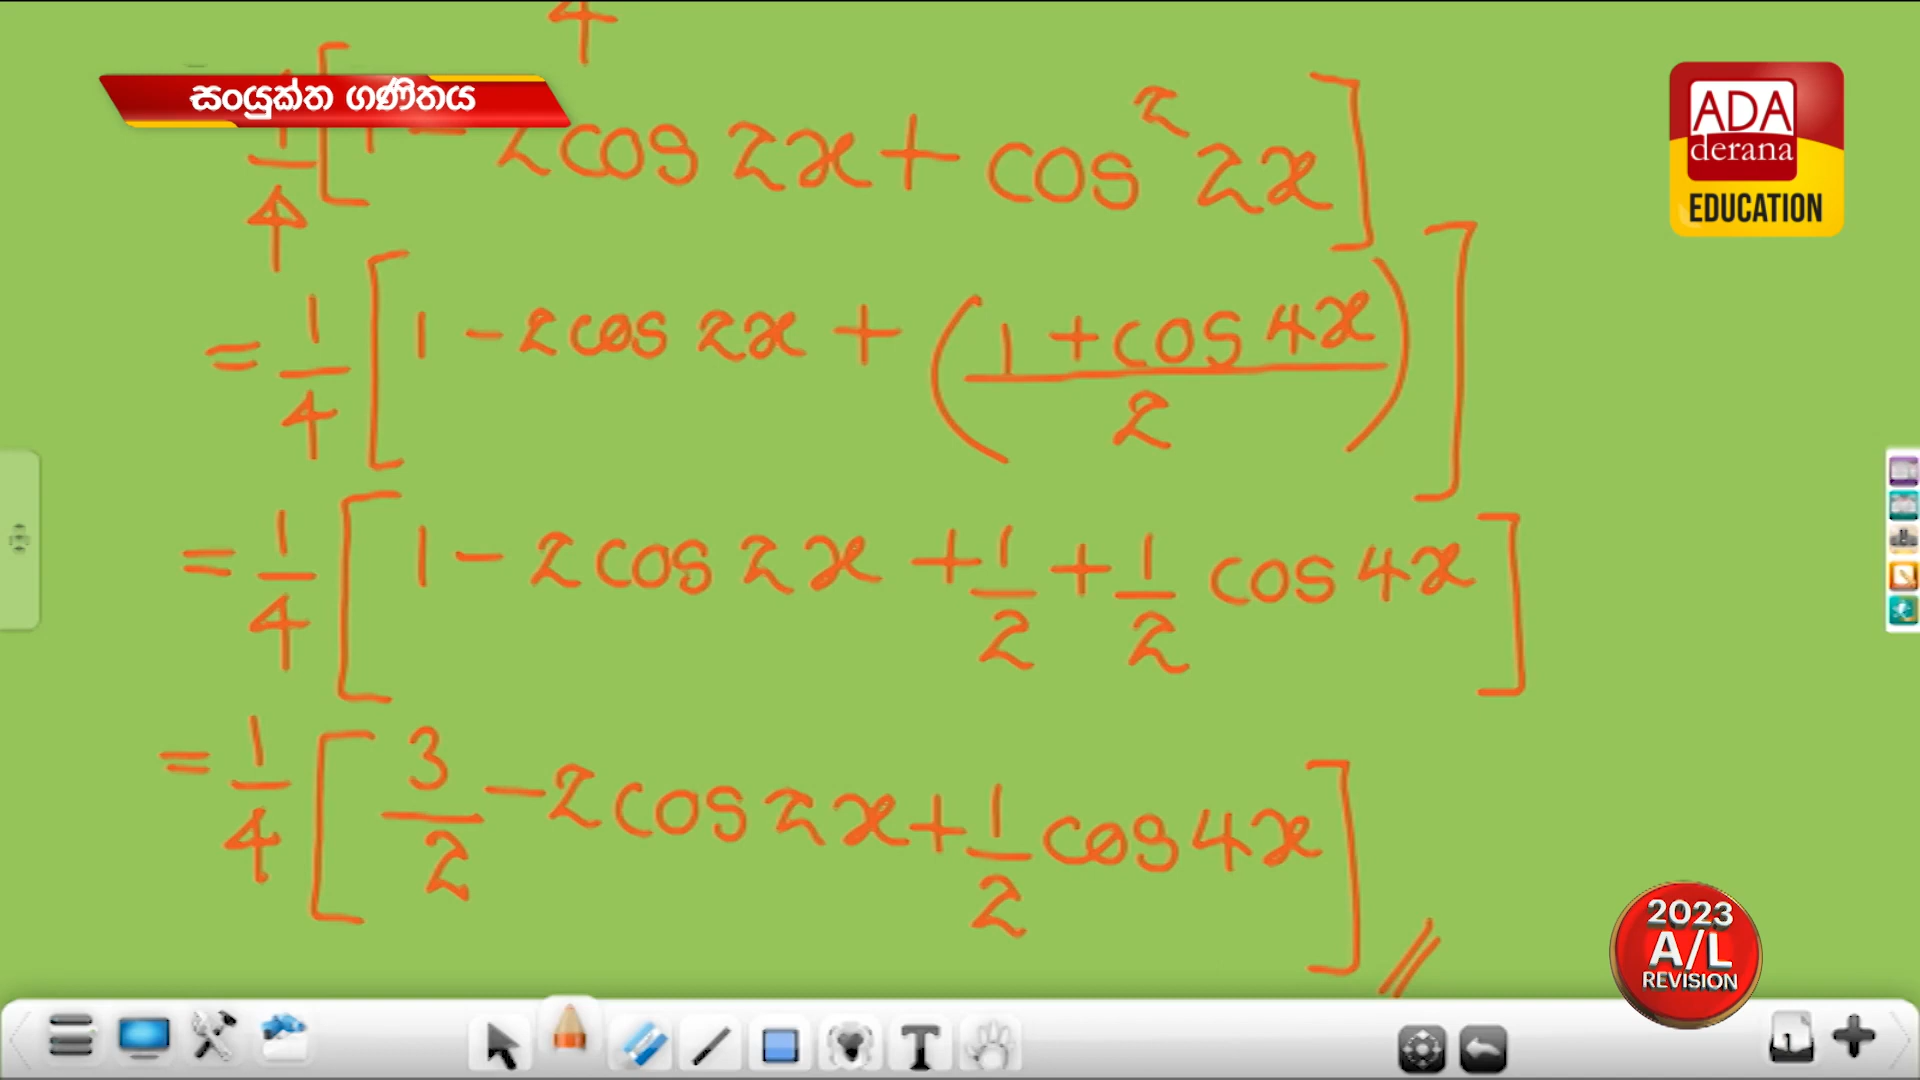 4
සංයුක්ත ගණිතය
1/4 [1 - 2cos 2x + cos² 2x]
= 1/4 [1 - 2cos 2x + ((1 + cos 4x)/2)]
= 1/4 [1 - 2cos 2x + 1/2 + 1/2 cos 4x]
= 1/4 [3/2 - 2cos 2x + 1/2 cos 4x] //
ADA
derana
EDUCATION
2023
A/L
REVISION
T
1